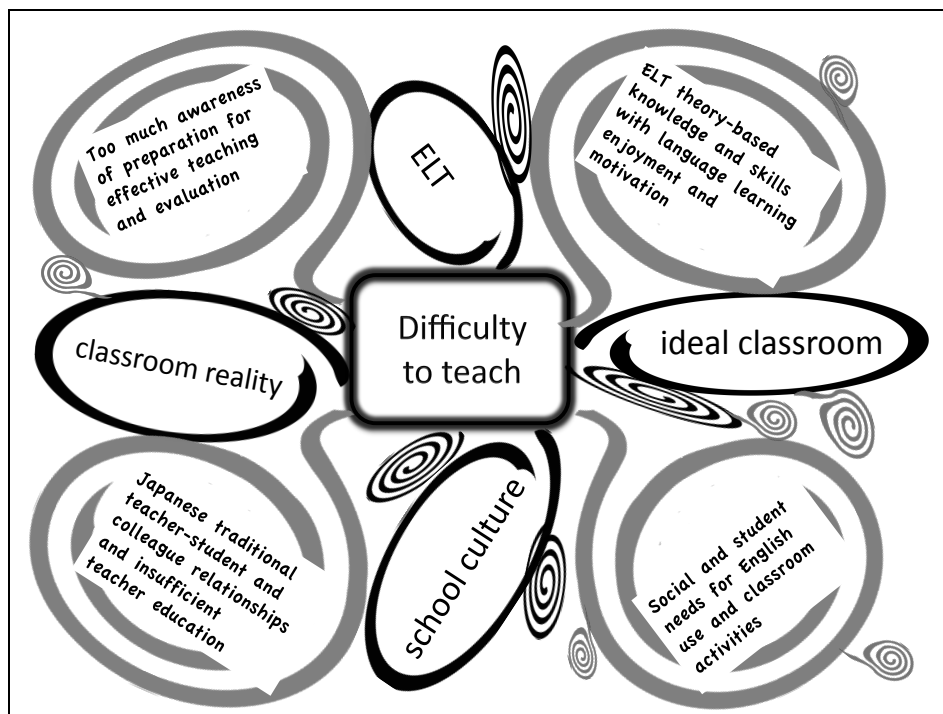 Too much awareness
of preparation for
effective teaching
and evaluation
ELT
ELT theory-based
knowledge and skills
with language learning
enjoyment and
motivation
classroom reality
Difficulty
to teach
ideal classroom
Japanese traditional
teacher-student and
colleague relationships
and insufficient
teacher education
school culture
Social and student
needs for English
use and classroom
activities